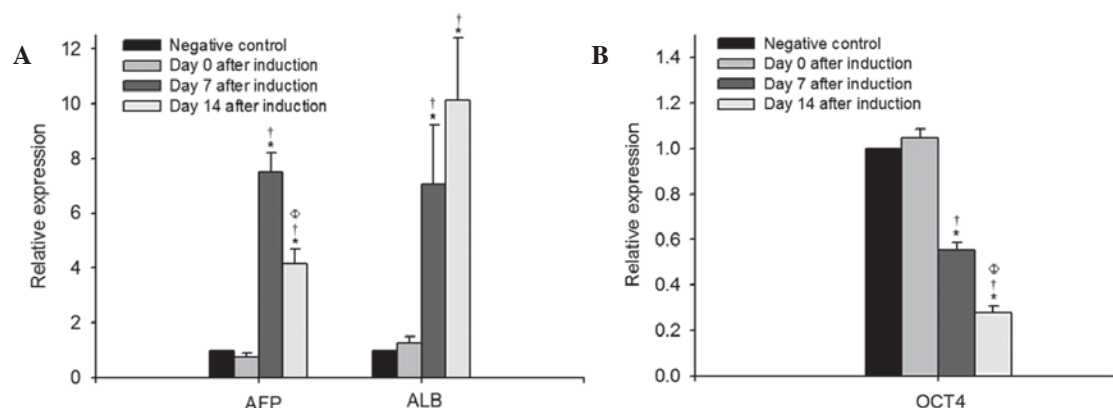 A
Relative expression
12
10
8
6
4
2
0
Negative control
Day 0 after induction
Day 7 after induction
Day 14 after induction
†
*
Φ
†
*
†
*
†
*
AFP
ALB
B
Relative expression
1.4
1.2
1.0
0.8
0.6
0.4
0.2
0.0
Negative control
Day 0 after induction
Day 7 after induction
Day 14 after induction
†
*
Φ
†
*
OCT4